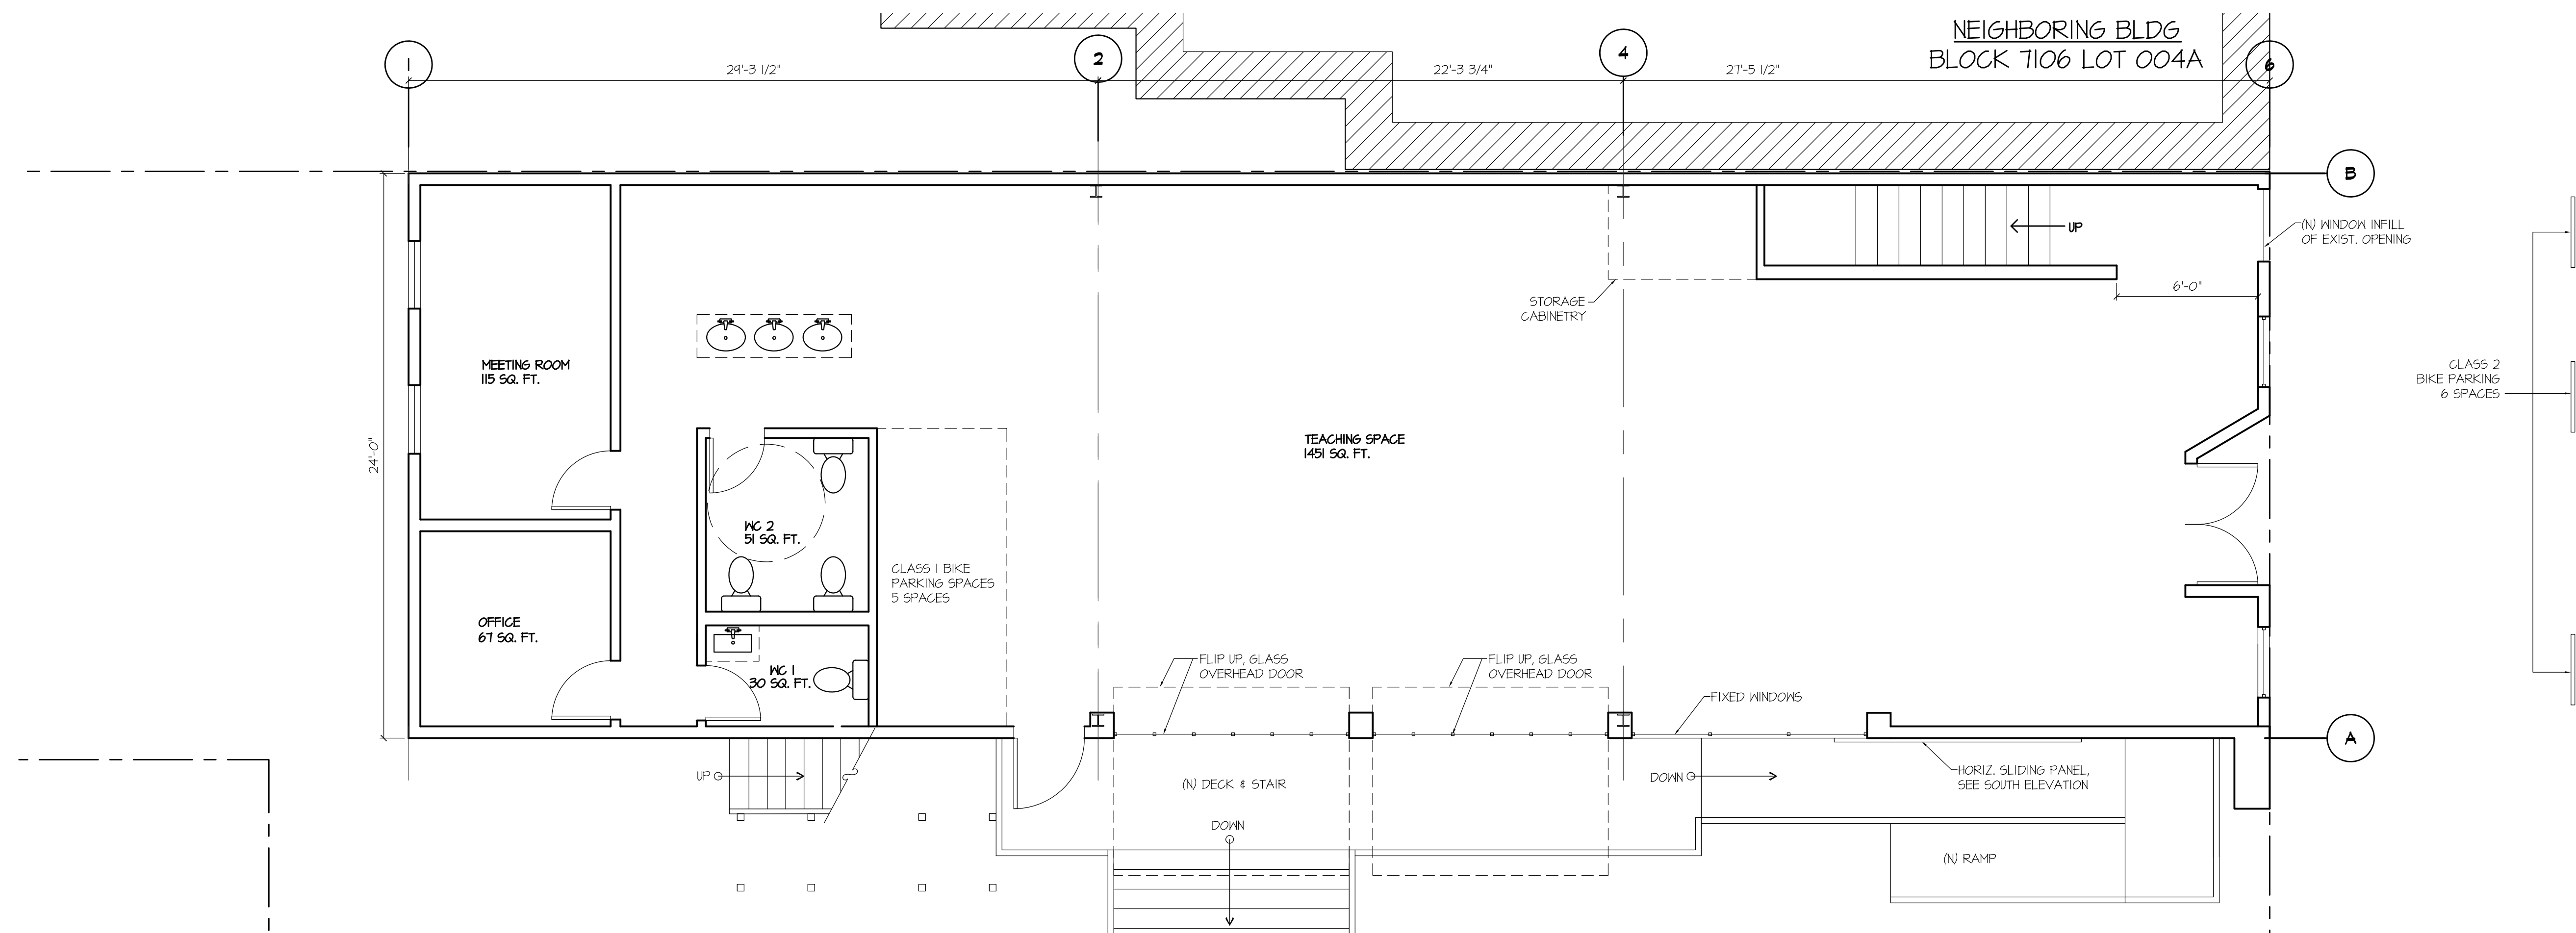 NEIGHBORING BLDG
BLOCK 7106 LOT 004A
1
2
4
6
29'-3 1/2"
22'-3 3/4"
27'-5 1/2"
B
(N) WINDOW INFILL
OF EXIST. OPENING
UP
6'-0"
STORAGE
CABINETRY
MEETING ROOM
115 SQ. FT.
CLASS 2
BIKE PARKING
6 SPACES
24'-0"
TEACHING SPACE
1451 SQ. FT.
WC 2
51 SQ. FT.
CLASS 1 BIKE
PARKING SPACES
5 SPACES
OFFICE
67 SQ. FT.
WC 1
30 SQ. FT.
FLIP UP, GLASS
OVERHEAD DOOR
FLIP UP, GLASS
OVERHEAD DOOR
FIXED WINDOWS
A
UP
(N) DECK & STAIR
DOWN
HORIZ. SLIDING PANEL,
SEE SOUTH ELEVATION
DOWN
(N) RAMP